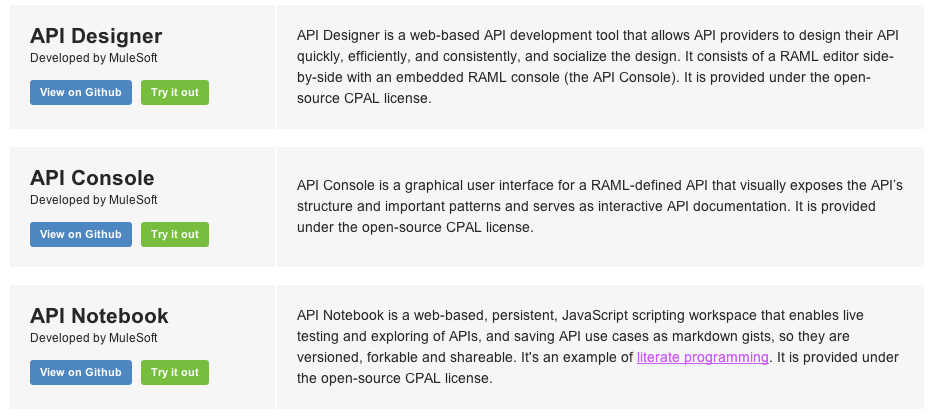 API Designer
Developed by MuleSoft
View on Github Try it out
API Designer is a web-based API development tool that allows API providers to design their API
quickly, efficiently, and consistently, and socialize the design. It consists of a RAML editor side-
by-side with an embedded RAML console (the API Console). It is provided under the open-
source CPAL license.
API Console
Developed by MuleSoft
View on Github Try it out
API Console is a graphical user interface for a RAML-defined API that visually exposes the API’s
structure and important patterns and serves as interactive API documentation. It is provided
under the open-source CPAL license.
API Notebook
Developed by MuleSoft
View on Github Try it out
API Notebook is a web-based, persistent, JavaScript scripting workspace that enables live
testing and exploring of APIs, and saving API use cases as markdown gists, so they are
versioned, forkable and shareable. It's an example of literate programming. It is provided under
the open-source CPAL license.